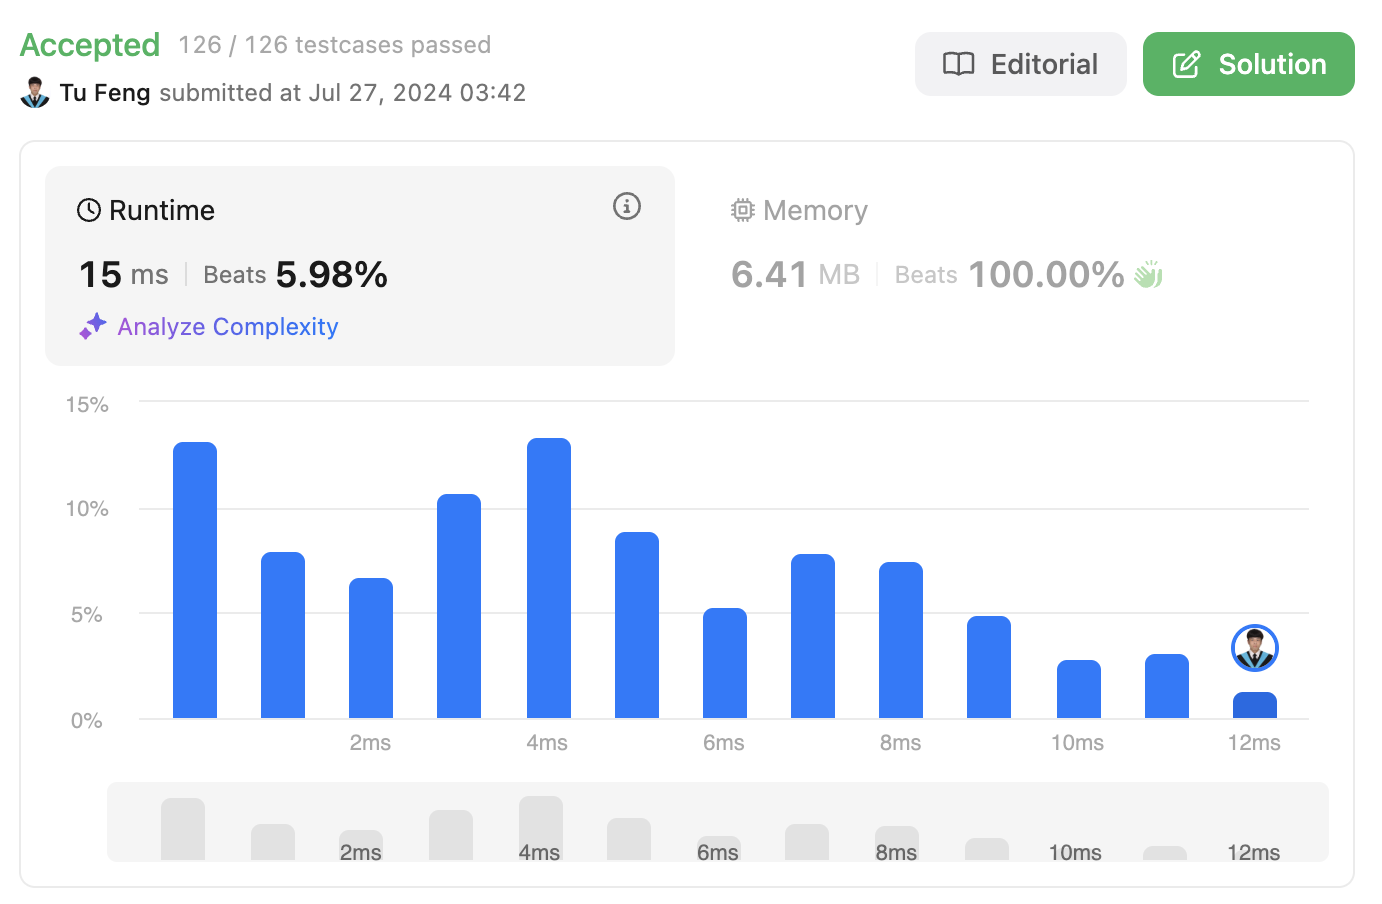 Accepted 126 / 126 testcases passed
Tu Feng submitted at Jul 27, 2024 03:42
Editorial
Solution
Runtime
15 ms Beats 5.98%
Analyze Complexity
Memory
6.41 MB Beats 100.00%
15%
10%
5%
0%
2ms 4ms 6ms 8ms 10ms 12ms
2ms 4ms 6ms 8ms 10ms 12ms